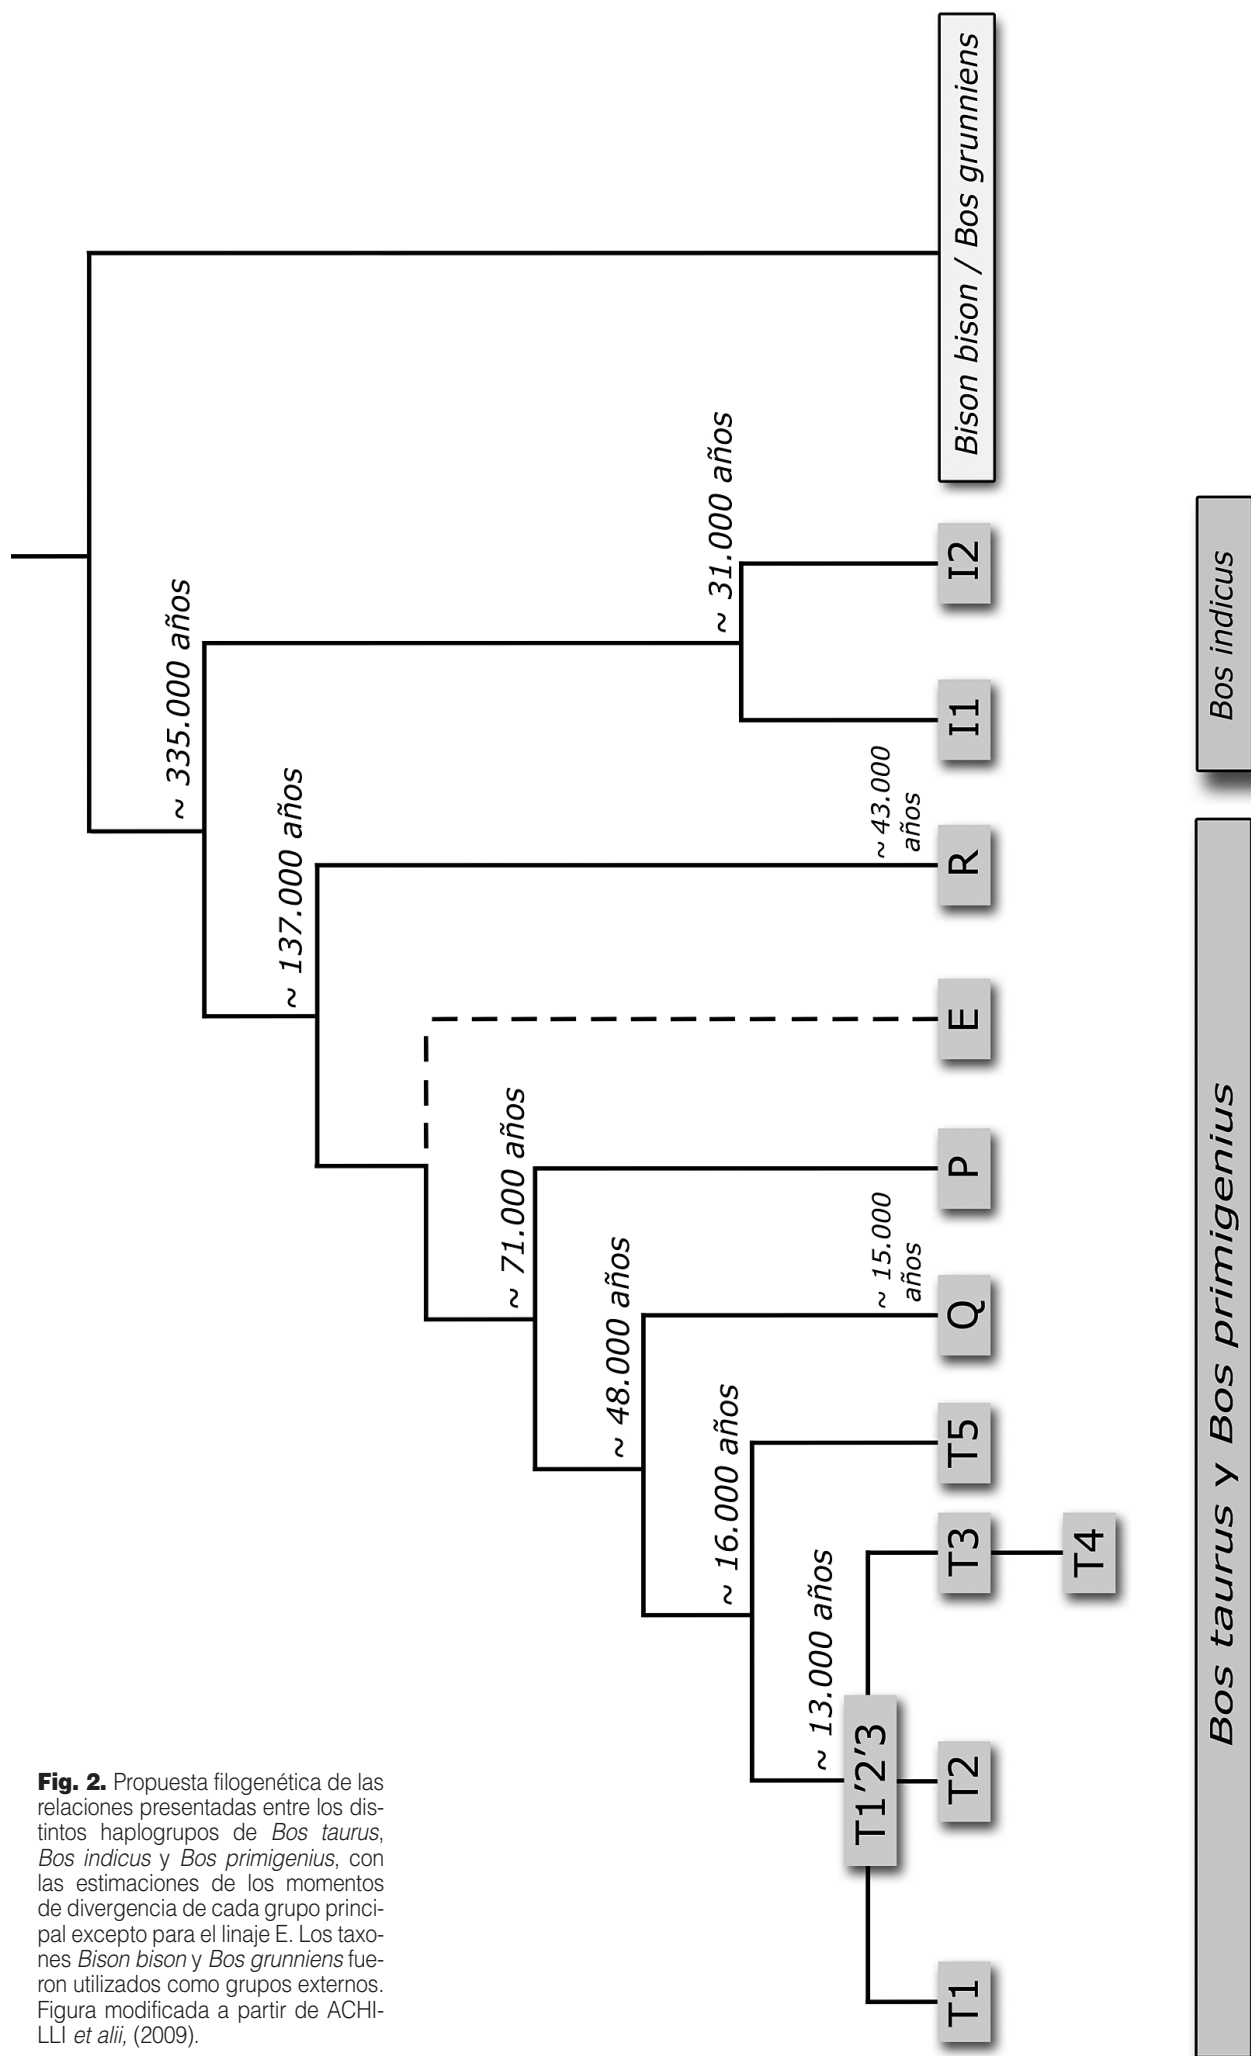 ~ 335.000 años
~ 137.000 años
~ 71.000 años
~ 48.000 años
~ 16.000 años
~ 13.000 años
~ 31.000 años
~ 15.000
años
~ 43.000
años
T1'2'3
T1
T2
T3
T4
T5
Q
P
E
R
I1
I2
Bison bison / Bos grunniens
Bos taurus y Bos primigenius
Bos indicus
Fig. 2. Propuesta filogenética de las
relaciones presentadas entre los dis-
tintos haplogrupos de Bos taurus,
Bos indicus y Bos primigenius, con
las estimaciones de los momentos
de divergencia de cada grupo princi-
pal excepto para el linaje E. Los taxo-
nes Bison bison y Bos grunniens fue-
ron utilizados como grupos externos.
Figura modificada a partir de ACHI-
LLI et alii, (2009).